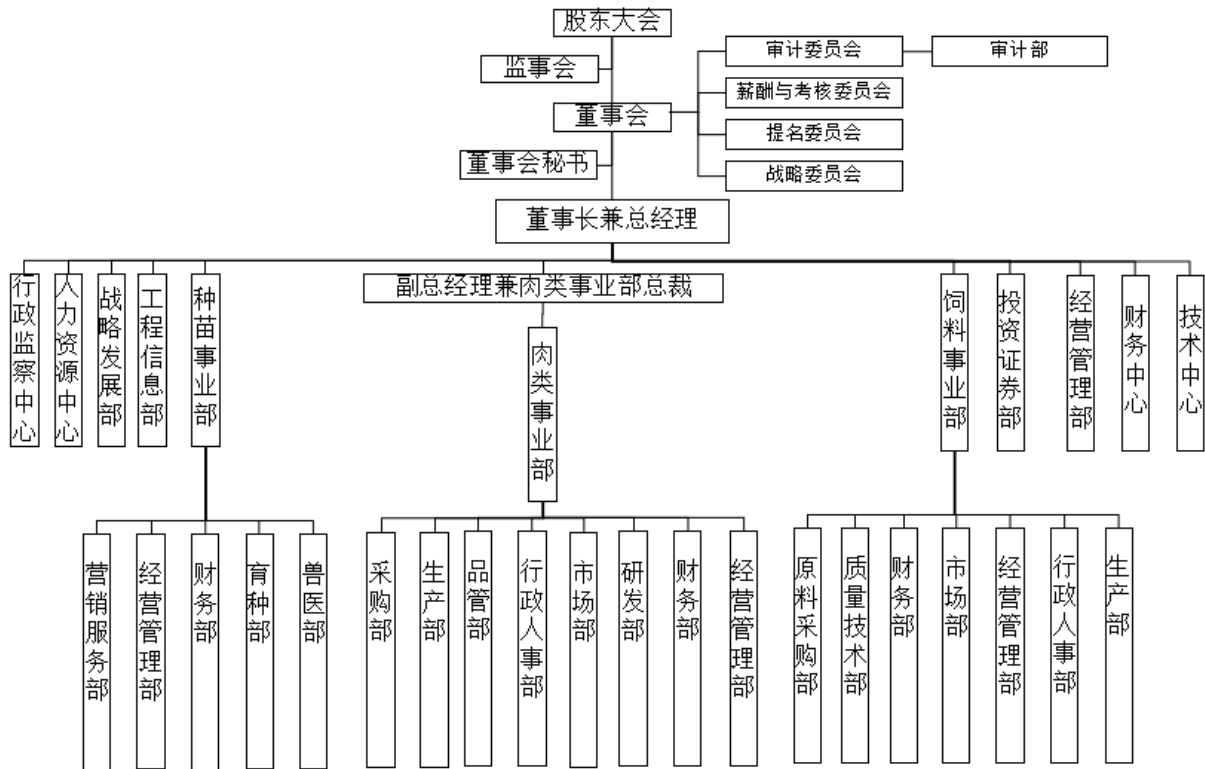 股东大会
监事会
审计委员会
审计部
薪酬与考核委员会
董事会
提名委员会
董事会秘书
战略委员会
董事长兼总经理
行政监察中心
人力资源中心
战略发展部
工程信息部
种苗事业部
副总经理兼肉类事业部总裁
肉类事业部
饲料事业部
投资证券部
经营管理部
财务中心
技术中心
营销服务部
经营管理部
财务部
育种部
兽医部
采购部
生产部
品管部
行政人事部
市场部
研发部
财务部
经营管理部
原料采购部
质量技术部
财务部
市场部
经营管理部
行政人事部
生产部